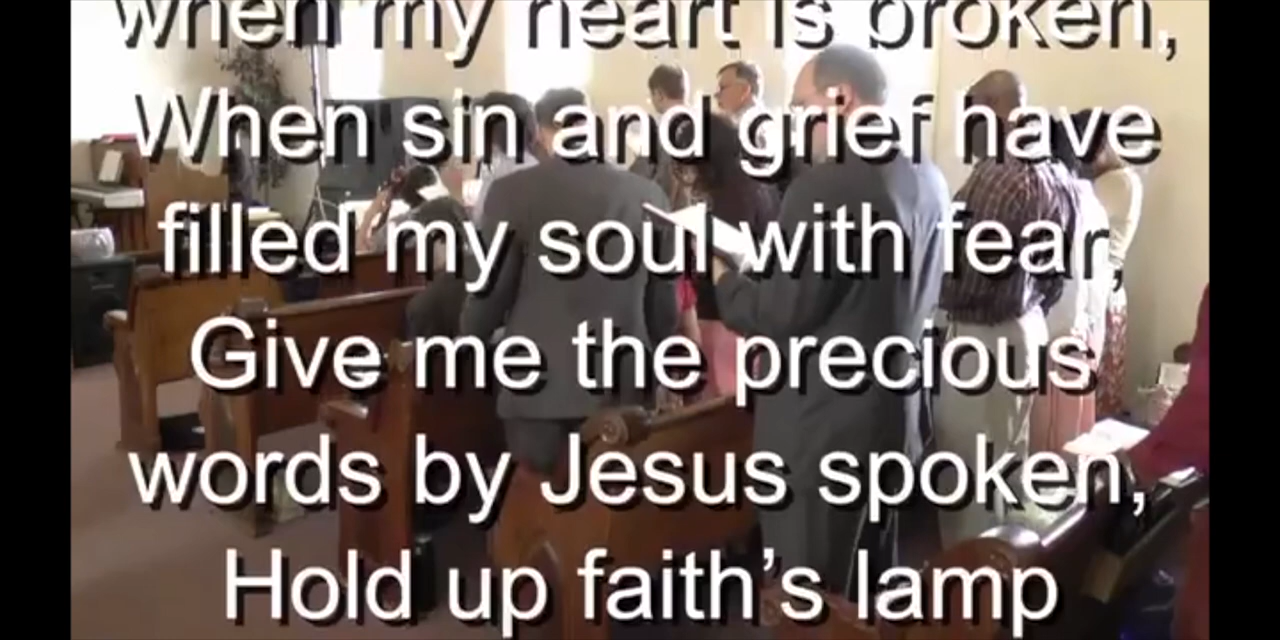 when my heart is broken,
When sin and grief have
filled my soul with fear,
Give me the precious
words by Jesus spoken,
Hold up faith's lamp